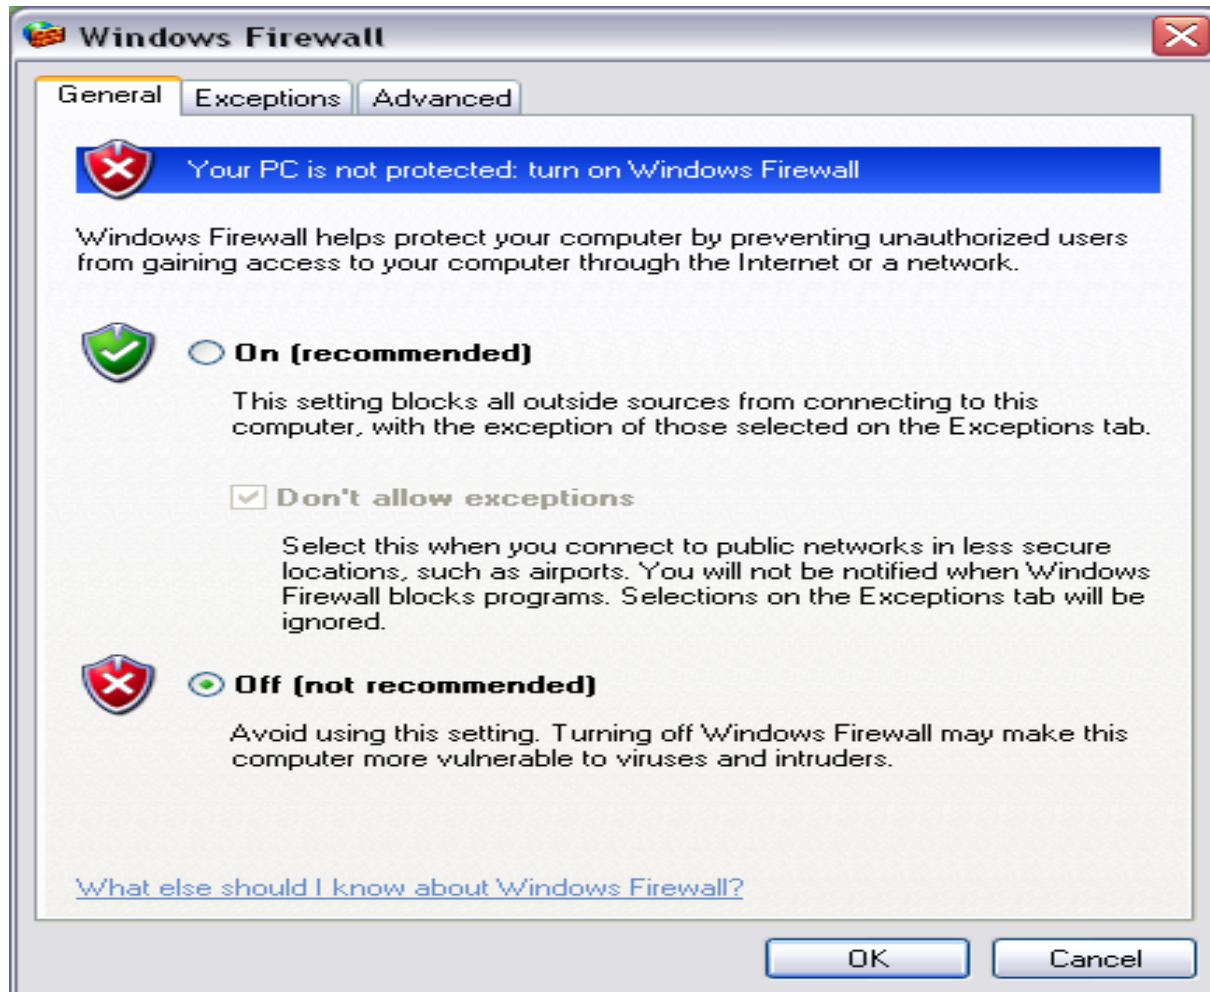 Windows Firewall
General
Exceptions
Advanced
Your PC is not protected: turn on Windows Firewall
Windows Firewall helps protect your computer by preventing unauthorized users
from gaining access to your computer through the Internet or a network.
On (recommended)
This setting blocks all outside sources from connecting to this
computer, with the exception of those selected on the Exceptions tab.
Don't allow exceptions
Select this when you connect to public networks in less secure
locations, such as airports. You will not be notified when Windows
Firewall blocks programs. Selections on the Exceptions tab will be
ignored.
Off (not recommended)
Avoid using this setting. Turning off Windows Firewall may make this
computer more vulnerable to viruses and intruders.
What else should I know about Windows Firewall?
OK
Cancel